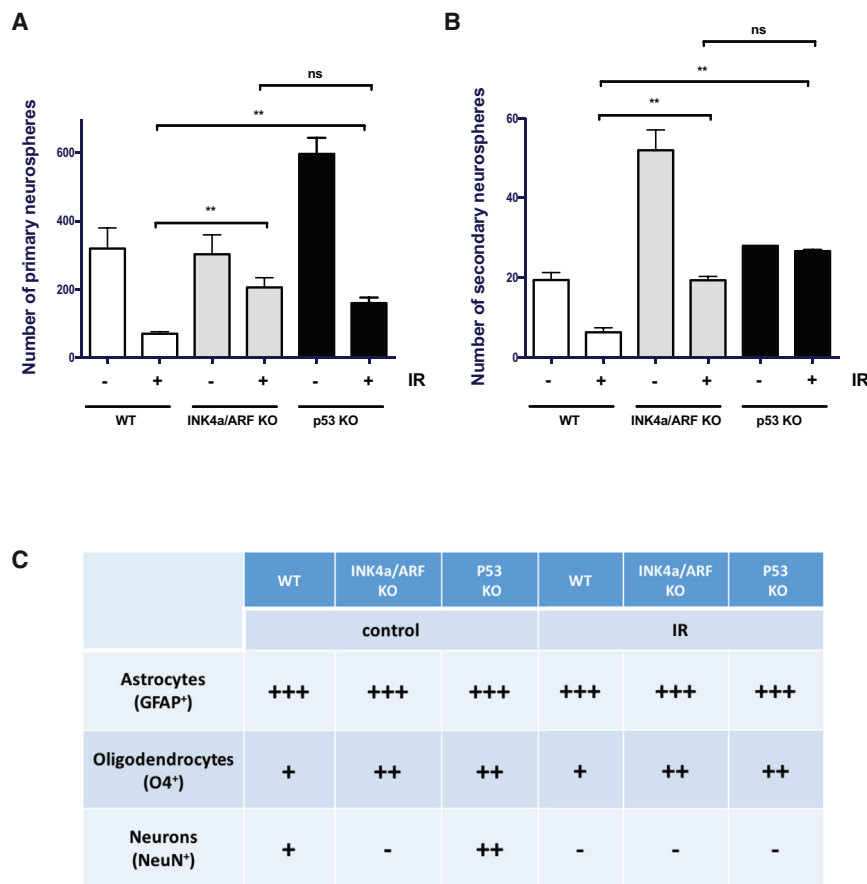 A
ns
**
**
Number of primary neurospheres
600
400
200
0
- + - + - + IR
WT INK4a/ARF KO p53 KO
B
ns
**
**
Number of secondary neurospheres
60
40
20
0
- + - + - + IR
WT INK4a/ARF KO p53 KO
C
WT INK4a/ARF KO P53 KO WT INK4a/ARF KO P53 KO
control IR
Astrocytes (GFAP⁺) +++ +++ +++ +++ +++ +++
Oligodendrocytes (O4⁺) + ++ ++ + ++ ++
Neurons (NeuN⁺) + - ++ - - -